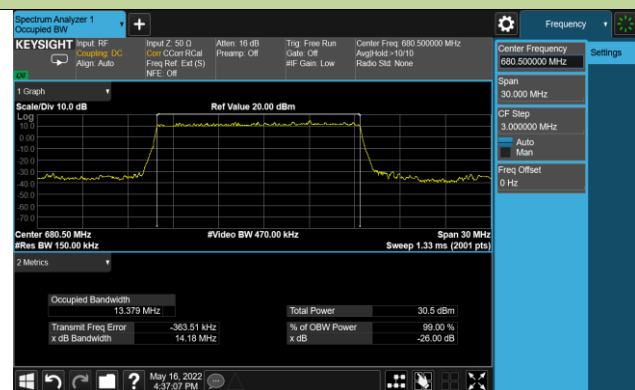 Spectrum Analyzer 1
Occupied BW
+
Frequency
KEYSIGHT
Input: RF
Coupling: DC
Align: Auto
Input Z: 50 Ω
Corr CCorr RCal
Freq Ref: Ext (S)
NFE: Off
Atten: 16 dB
Preamp: Off
Trig: Free Run
Gate: Off
#IF Gain: Low
Center Freq: 680.500000 MHz
Avg|Hold:>10/10
Radio Std: None
Center Frequency
680.500000 MHz
Settings
Span
30.000 MHz
CF Step
3.000000 MHz
Auto
Man
Freq Offset
0 Hz
1 Graph
Scale/Div 10.0 dB
Ref Value 20.00 dBm
Log
10.0
0.00
-10.0
-20.0
-30.0
-40.0
-50.0
-60.0
-70.0
Center 680.50 MHz
#Video BW 470.00 kHz
Span 30 MHz
#Res BW 150.00 kHz
Sweep 1.33 ms (2001 pts)
2 Metrics
Occupied Bandwidth
13.379 MHz
Total Power
30.5 dBm
Transmit Freq Error
-363.51 kHz
% of OBW Power
99.00 %
x dB Bandwidth
14.18 MHz
x dB
-26.00 dB
?
May 16, 2022
4:37:07 PM